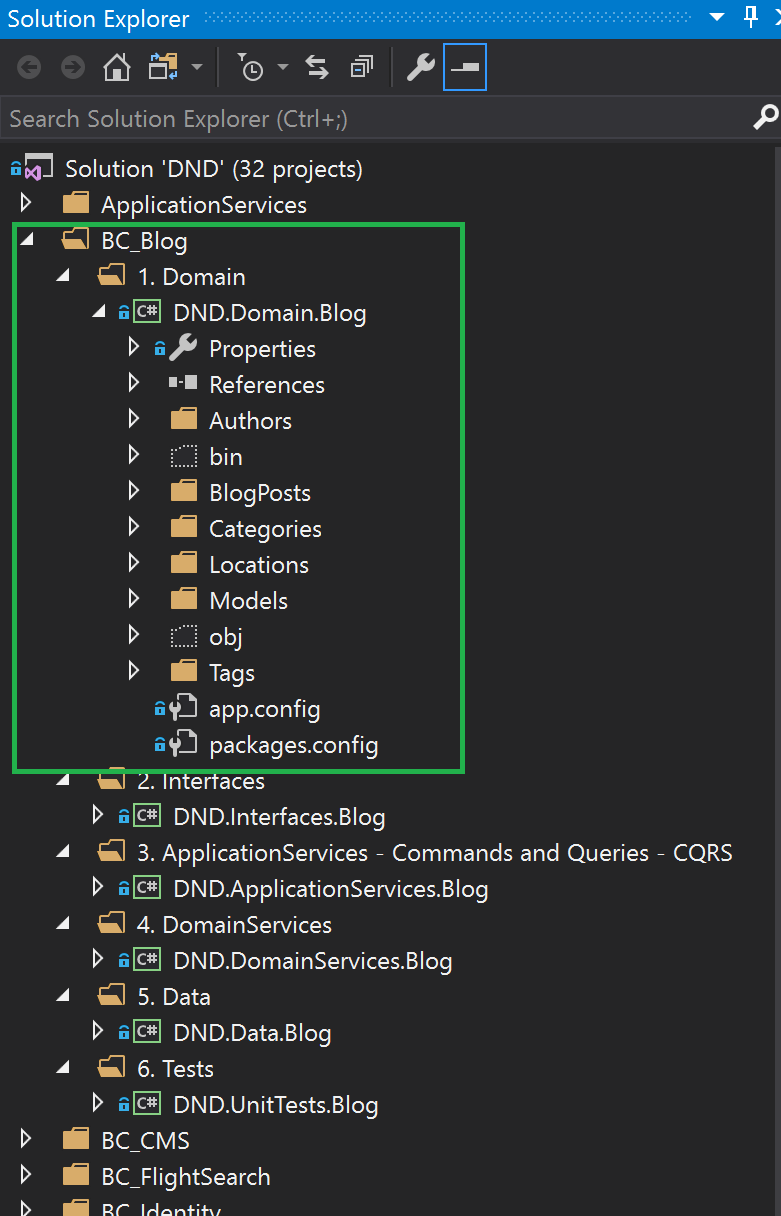 Solution Explorer
Search Solution Explorer (Ctrl+;)
Solution 'DND' (32 projects)
ApplicationServices
BC_Blog
1. Domain
C# DND.Domain.Blog
Properties
References
Authors
bin
BlogPosts
Categories
Locations
Models
obj
Tags
app.config
packages.config
2. Interfaces
C# DND.Interfaces.Blog
3. ApplicationServices - Commands and Queries - CQRS
C# DND.ApplicationServices.Blog
4. DomainServices
C# DND.DomainServices.Blog
5. Data
C# DND.Data.Blog
6. Tests
C# DND.UnitTests.Blog
BC_CMS
BC_FlightSearch
BC_Identity